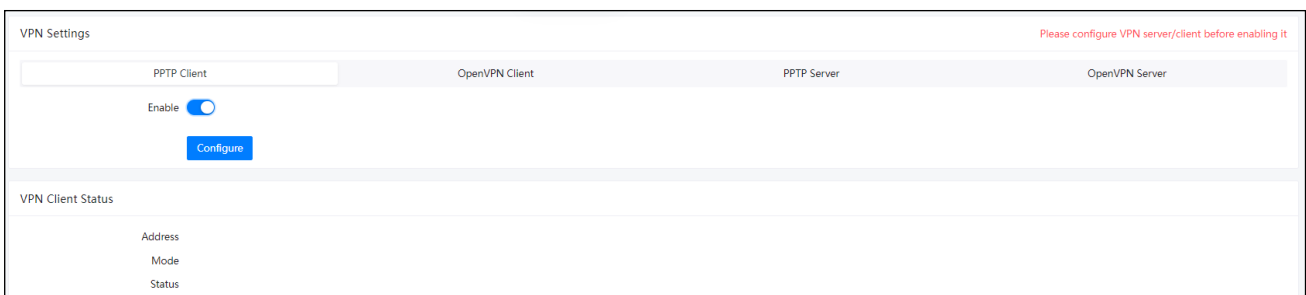 VPN Settings
Please configure VPN server/client before enabling it
PPTP Client
OpenVPN Client
PPTP Server
OpenVPN Server
Enable
Configure
VPN Client Status
Address
Mode
Status